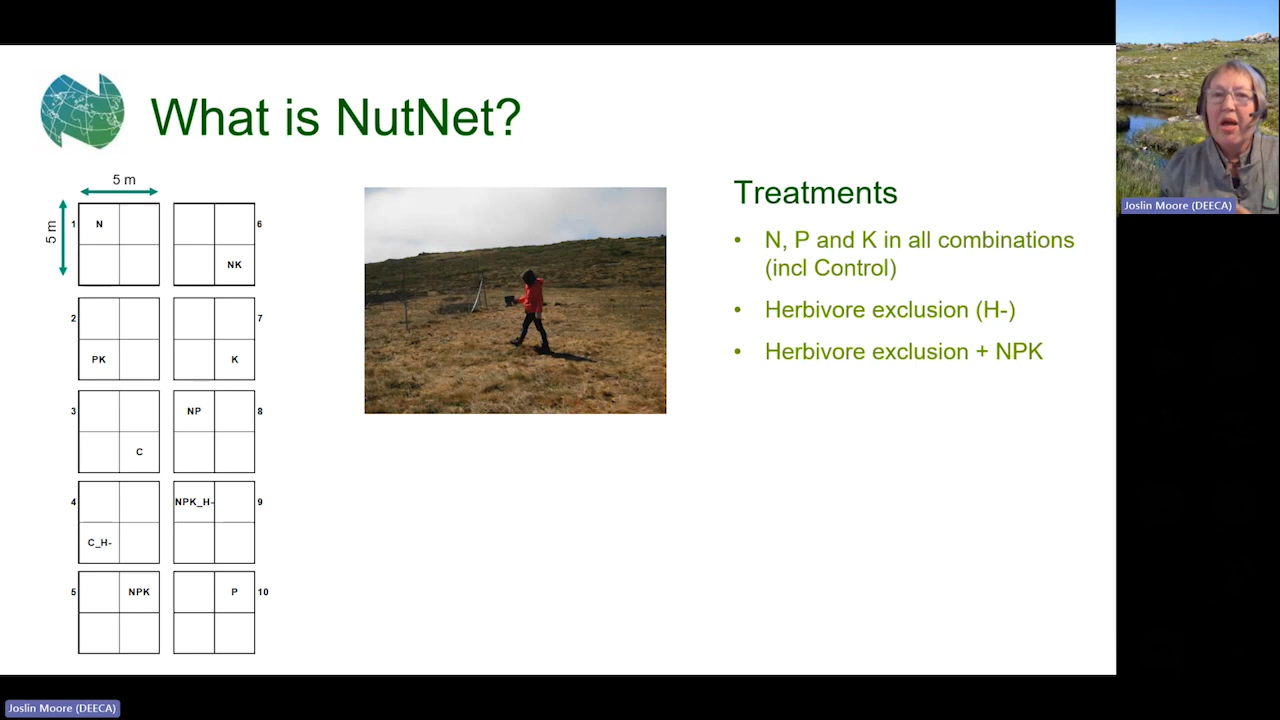 What is NutNet?
5 m
5 m
1 N
NK 6
2
PK
7
K
3
C
NP 8
4
C_H-
NPK_H- 9
5 NPK
P 10
Treatments
• N, P and K in all combinations
(incl Control)
• Herbivore exclusion (H-)
• Herbivore exclusion + NPK
Joslin Moore (DEECA)
Joslin Moore (DEECA)